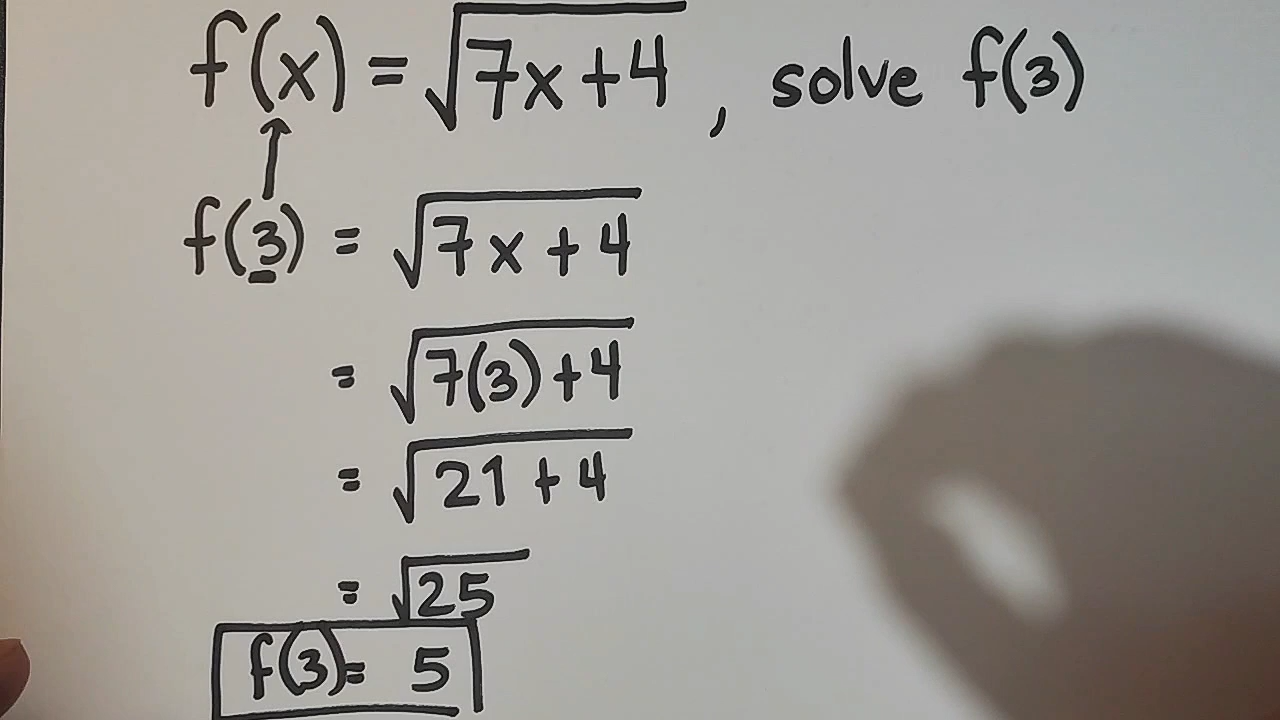 f(x) = √7x+4 , solve f(3)
f(3) = √7x + 4
= √7(3)+4
= √21 + 4
= √25
f(3)= 5